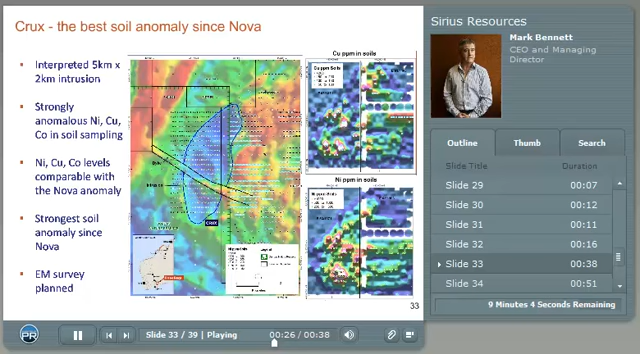 Crux - the best soil anomaly since Nova
Interpreted 5km x
2km intrusion
Strongly
anomalous Ni, Cu,
Co in soil sampling
Ni, Cu, Co levels
comparable with
the Nova anomaly
Strongest soil
anomaly since
Nova
EM survey
planned
CRUX
Cu ppm in soils
Ni ppm in soils
33
Sirius Resources
Mark Bennett
CEO and Managing
Director
Outline
Thumb
Search
Slide Title
Duration
Slide 29
00:07
Slide 30
00:12
Slide 31
00:11
Slide 32
00:16
Slide 33
00:38
Slide 34
00:51
9 Minutes 4 Seconds Remaining
PR
Slide 33 / 39 | Playing
00:26 / 00:38